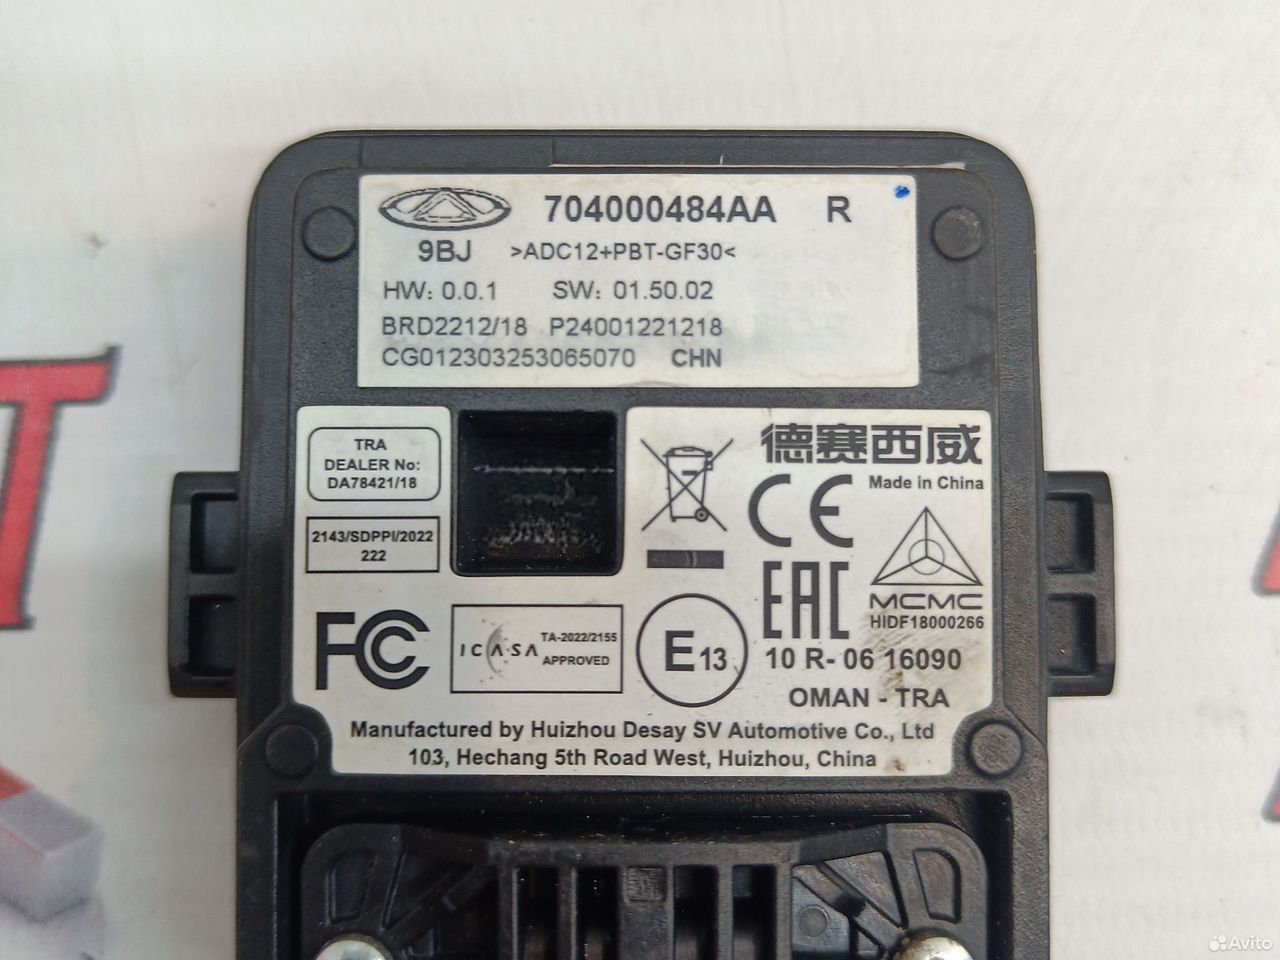 704000484AA R
9BJ >ADC12+PBT-GF30<
HW: 0.0.1 SW: 01.50.02
BRD2212/18 P24001221218
CG012303253065070 CHN
TRA
DEALER No:
DA78421/18
2143/SDPPI/2022
222
FC
ICASA TA-2022/2155
APPROVED
德赛西威
Made in China
CE
EAC
MCMC
HIDF18000266
E13
10 R- 06 16090
OMAN - TRA
Manufactured by Huizhou Desay SV Automotive Co., Ltd
103, Hechang 5th Road West, Huizhou, China
Avito